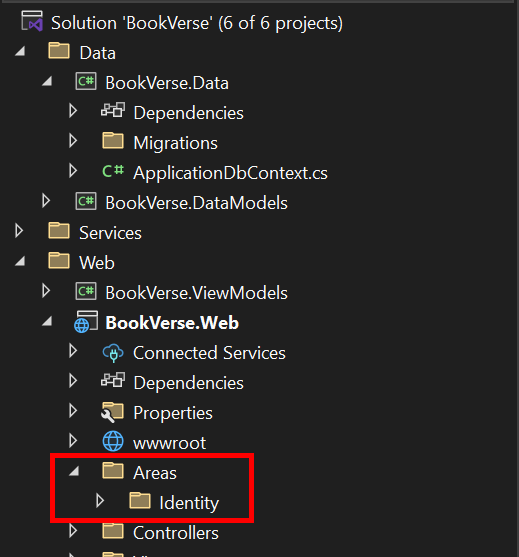 Solution 'BookVerse' (6 of 6 projects)
Data
C# BookVerse.Data
Dependencies
Migrations
C# ApplicationDbContext.cs
C# BookVerse.DataModels
Services
Web
C# BookVerse.ViewModels
BookVerse.Web
Connected Services
Dependencies
Properties
wwwroot
Areas
Identity
Controllers